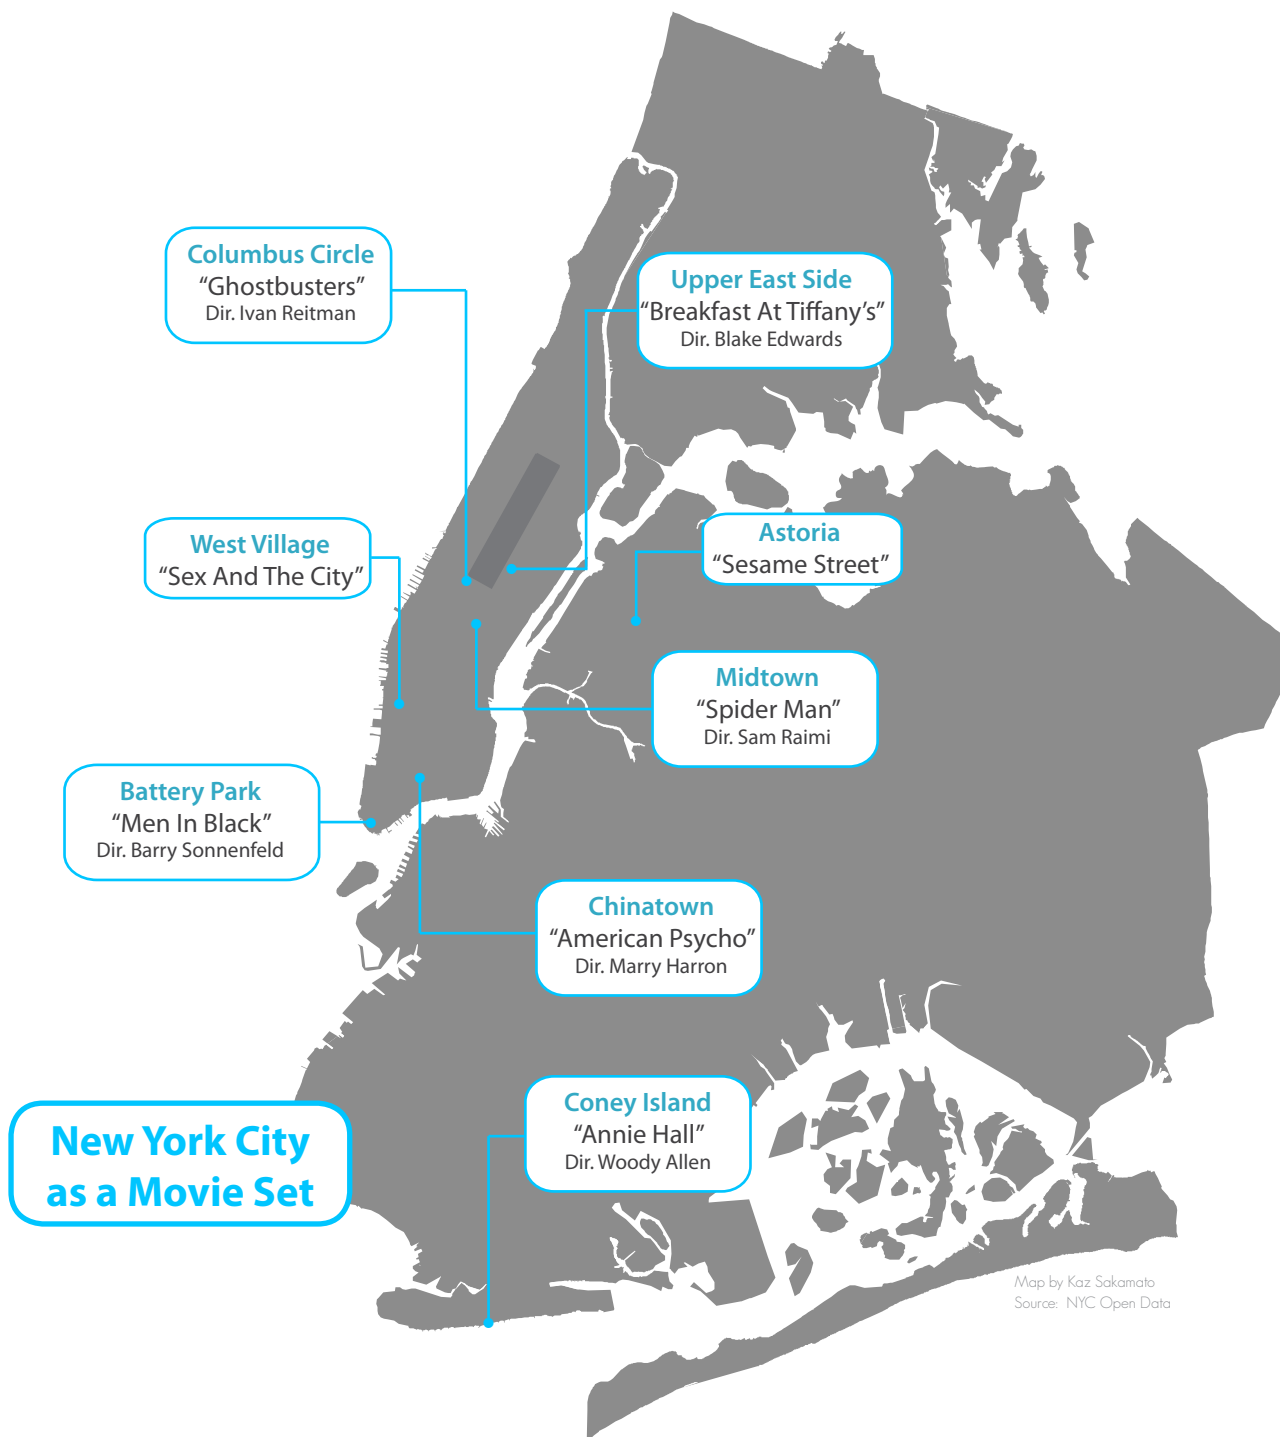 Columbus Circle
“Ghostbusters”
Dir. Ivan Reitman
Upper East Side
“Breakfast At Tiffany’s”
Dir. Blake Edwards
West Village
“Sex And The City”
Astoria
“Sesame Street”
Midtown
“Spider Man”
Dir. Sam Raimi
Battery Park
“Men In Black”
Dir. Barry Sonnenfeld
Chinatown
“American Psycho”
Dir. Marry Harron
Coney Island
“Annie Hall”
Dir. Woody Allen
New York City
as a Movie Set
Map by Kaz Sakamato
Source: NYC Open Data